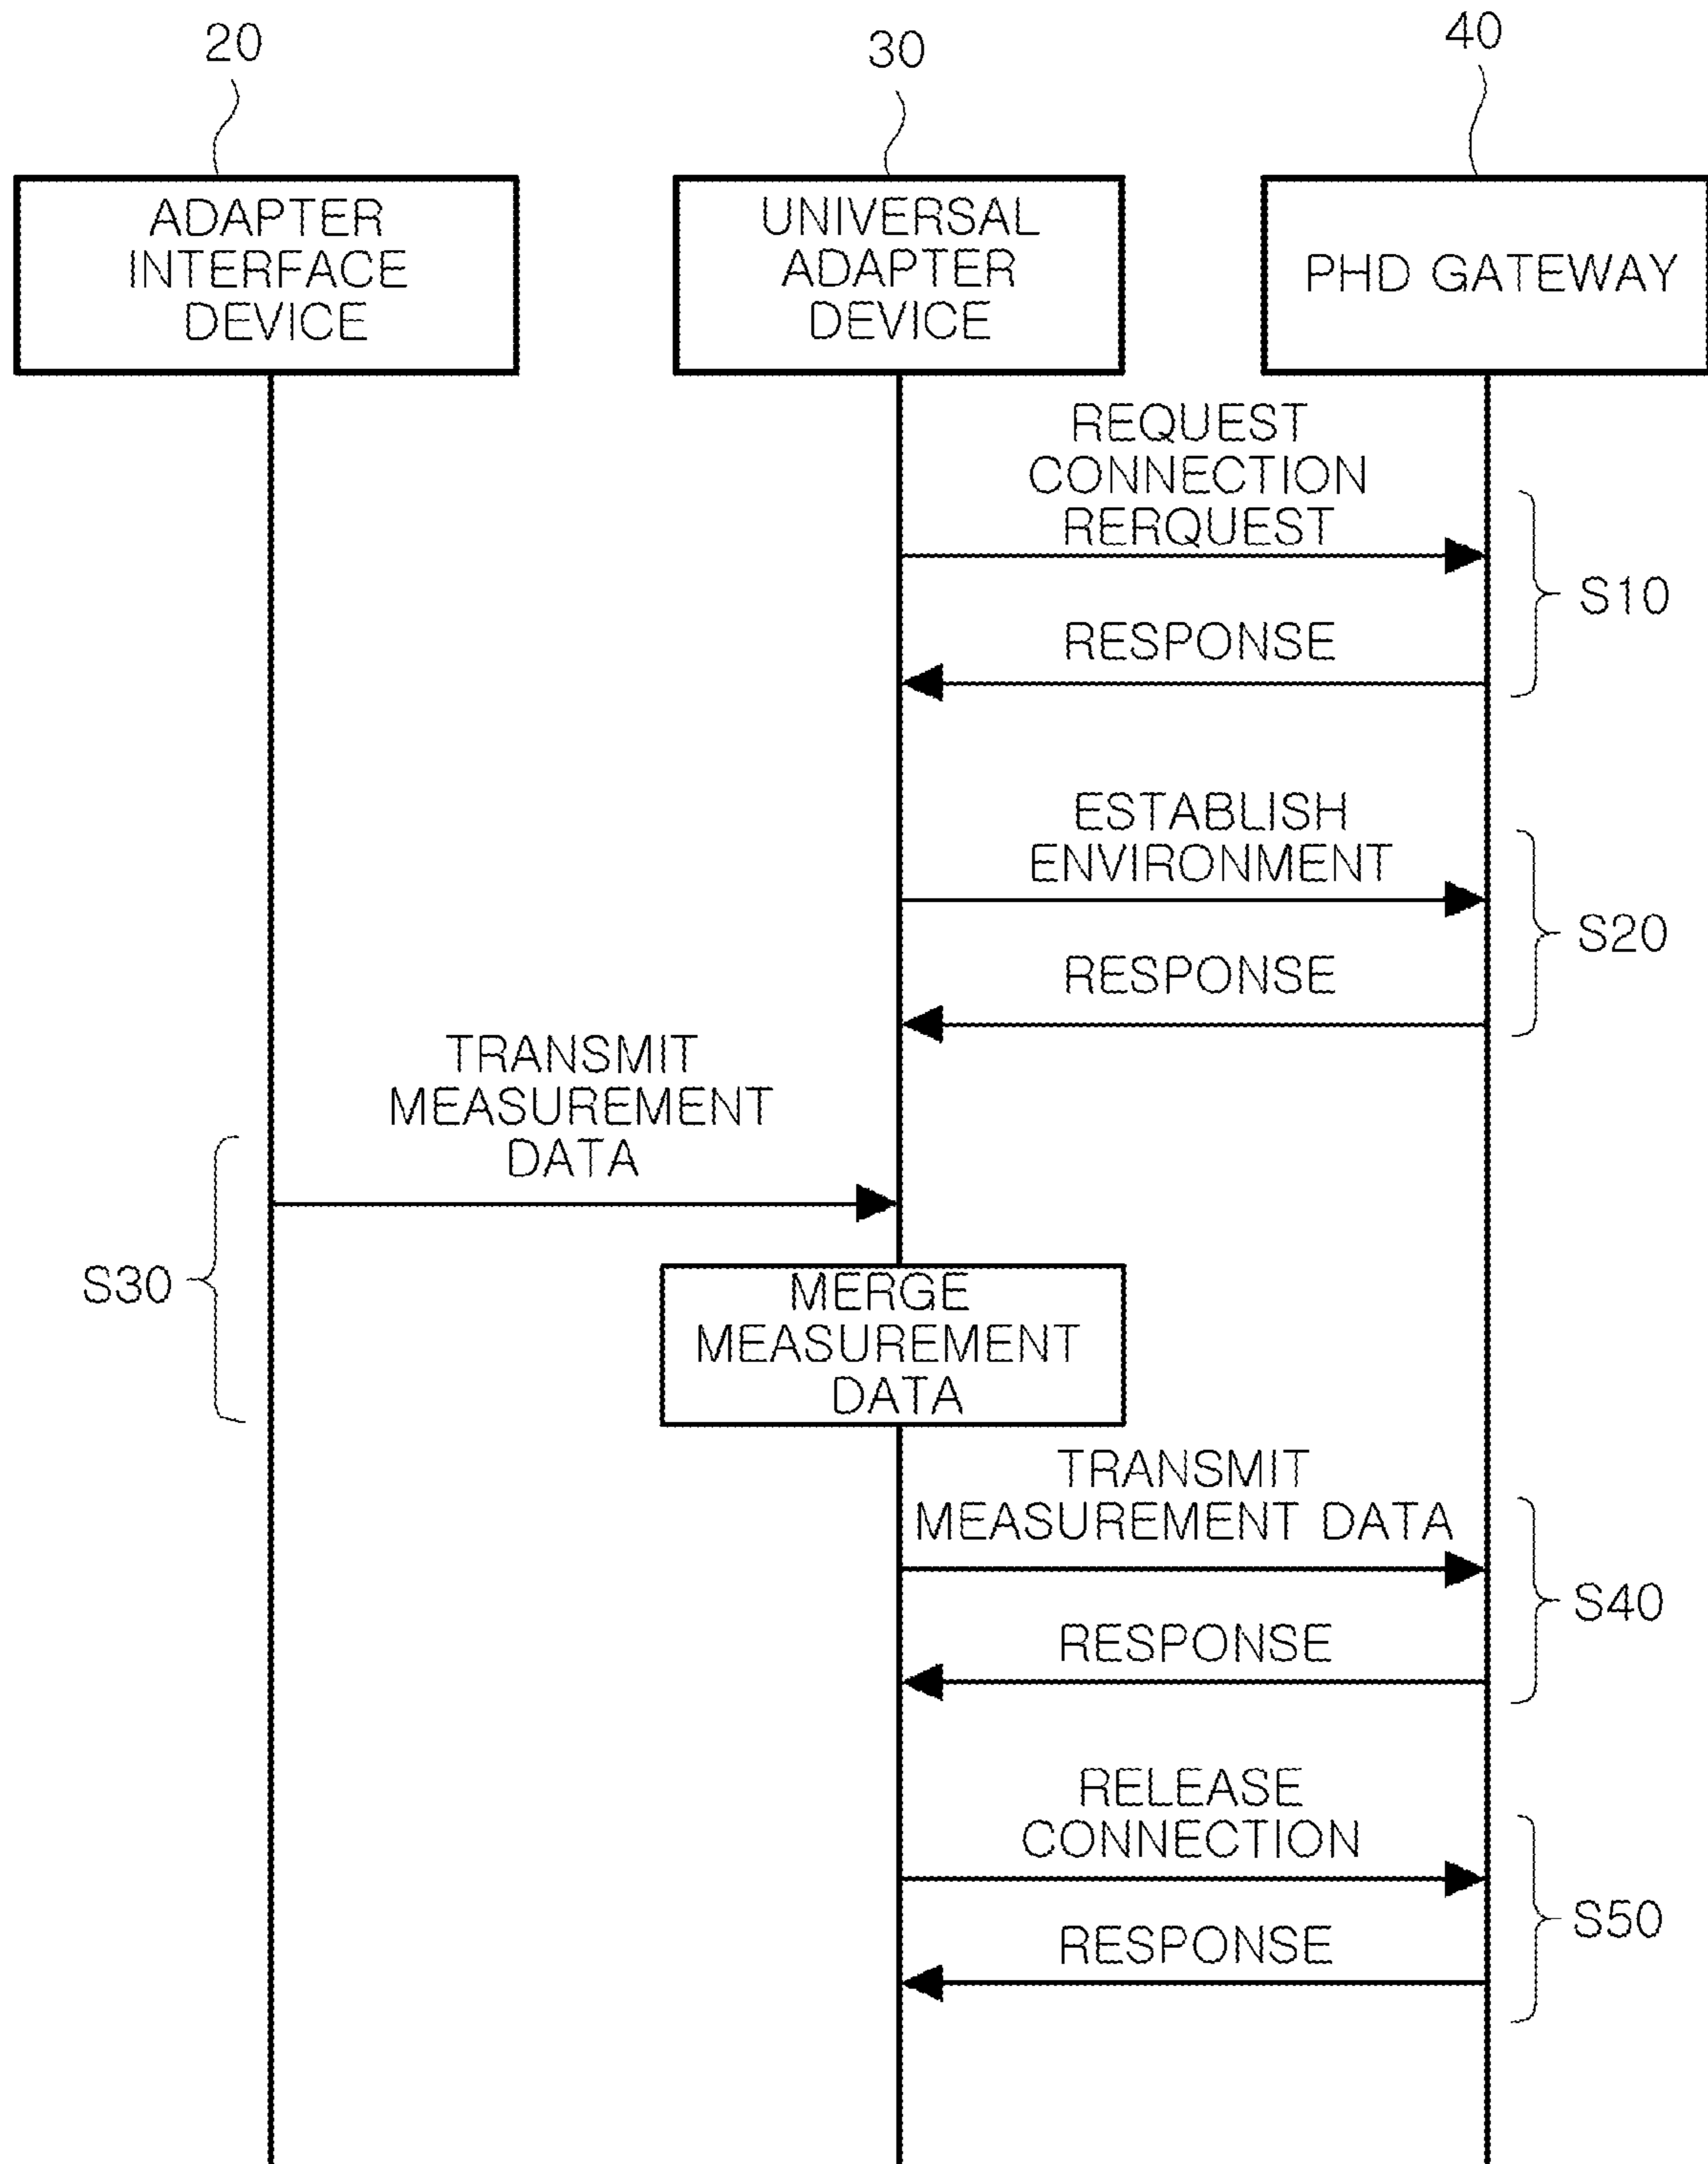 20
30
40
ADAPTER
INTERFACE
DEVICE
UNIVERSAL
ADAPTER
DEVICE
PHD GATEWAY
REQUEST
CONNECTION
RERQUEST
S10
RESPONSE
ESTABLISH
ENVIRONMENT
S20
RESPONSE
TRANSMIT
MEASUREMENT
DATA
S30
MERGE
MEASUREMENT
DATA
TRANSMIT
MEASUREMENT DATA
S40
RESPONSE
RELEASE
CONNECTION
S50
RESPONSE